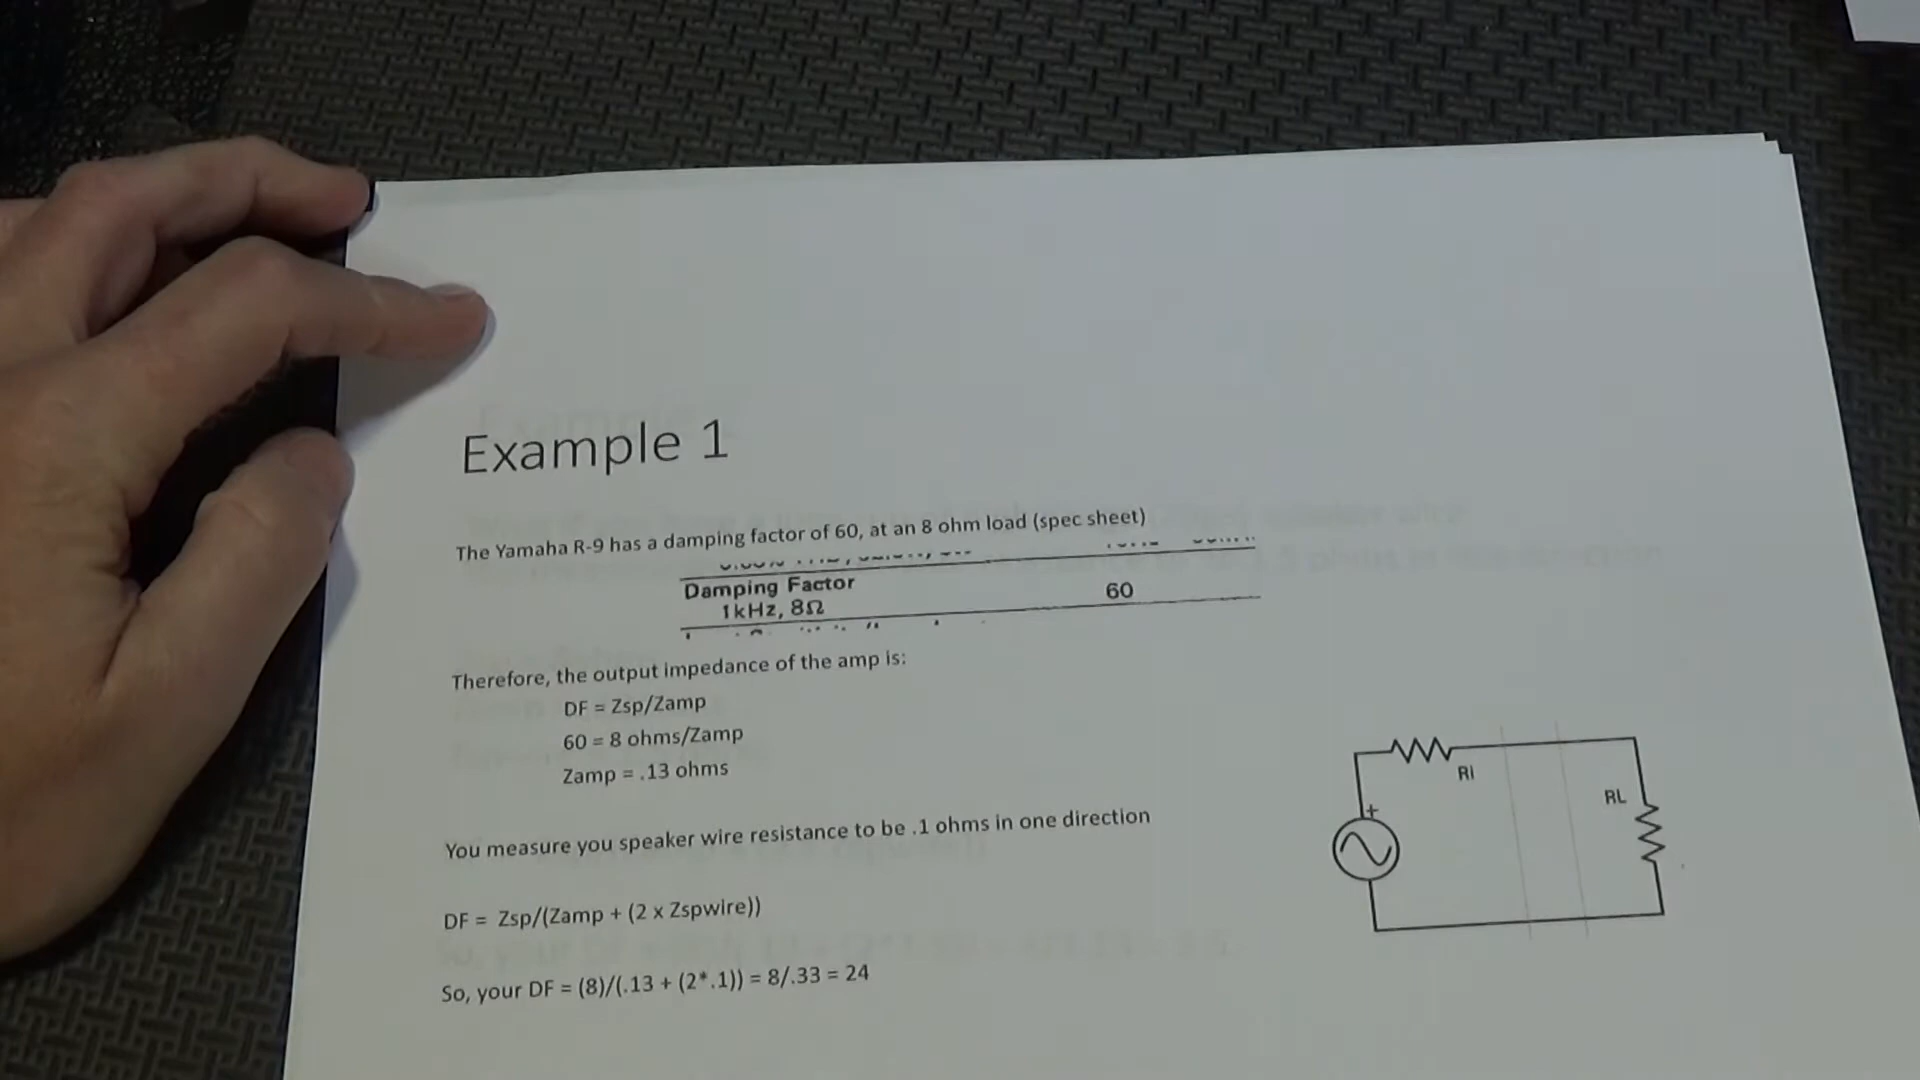 Example 1
The Yamaha R-9 has a damping factor of 60, at an 8 ohm load (spec sheet)
Damping Factor 60
1kHz, 8Ω
Therefore, the output impedance of the amp is:
DF = Zsp/Zamp
60 = 8 ohms/Zamp
Zamp = .13 ohms
You measure you speaker wire resistance to be .1 ohms in one direction
DF = Zsp/(Zamp + (2 x Zspwire))
So, your DF = (8)/(.13 + (2*.1)) = 8/.33 = 24
RI
RL
+